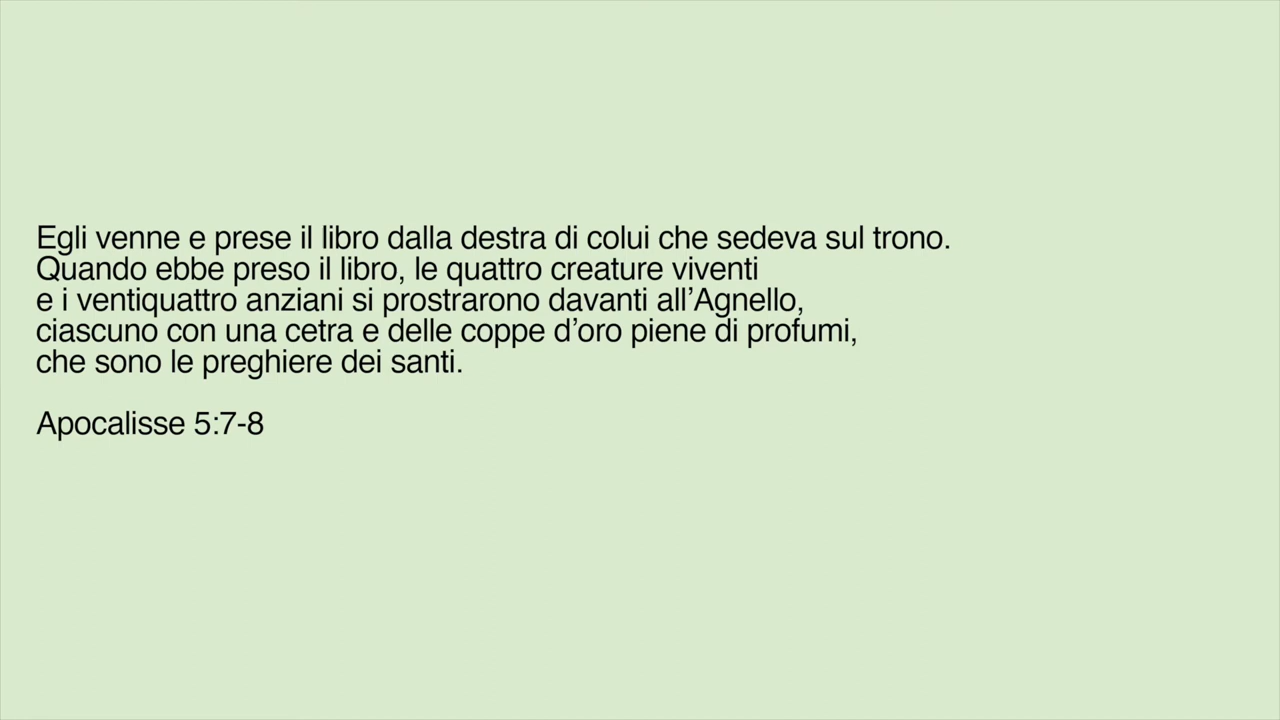 Egli venne e prese il libro dalla destra di colui che sedeva sul trono.
Quando ebbe preso il libro, le quattro creature viventi
e i ventiquattro anziani si prostrarono davanti all’Agnello,
ciascuno con una cetra e delle coppe d’oro piene di profumi,
che sono le preghiere dei santi.
Apocalisse 5:7-8